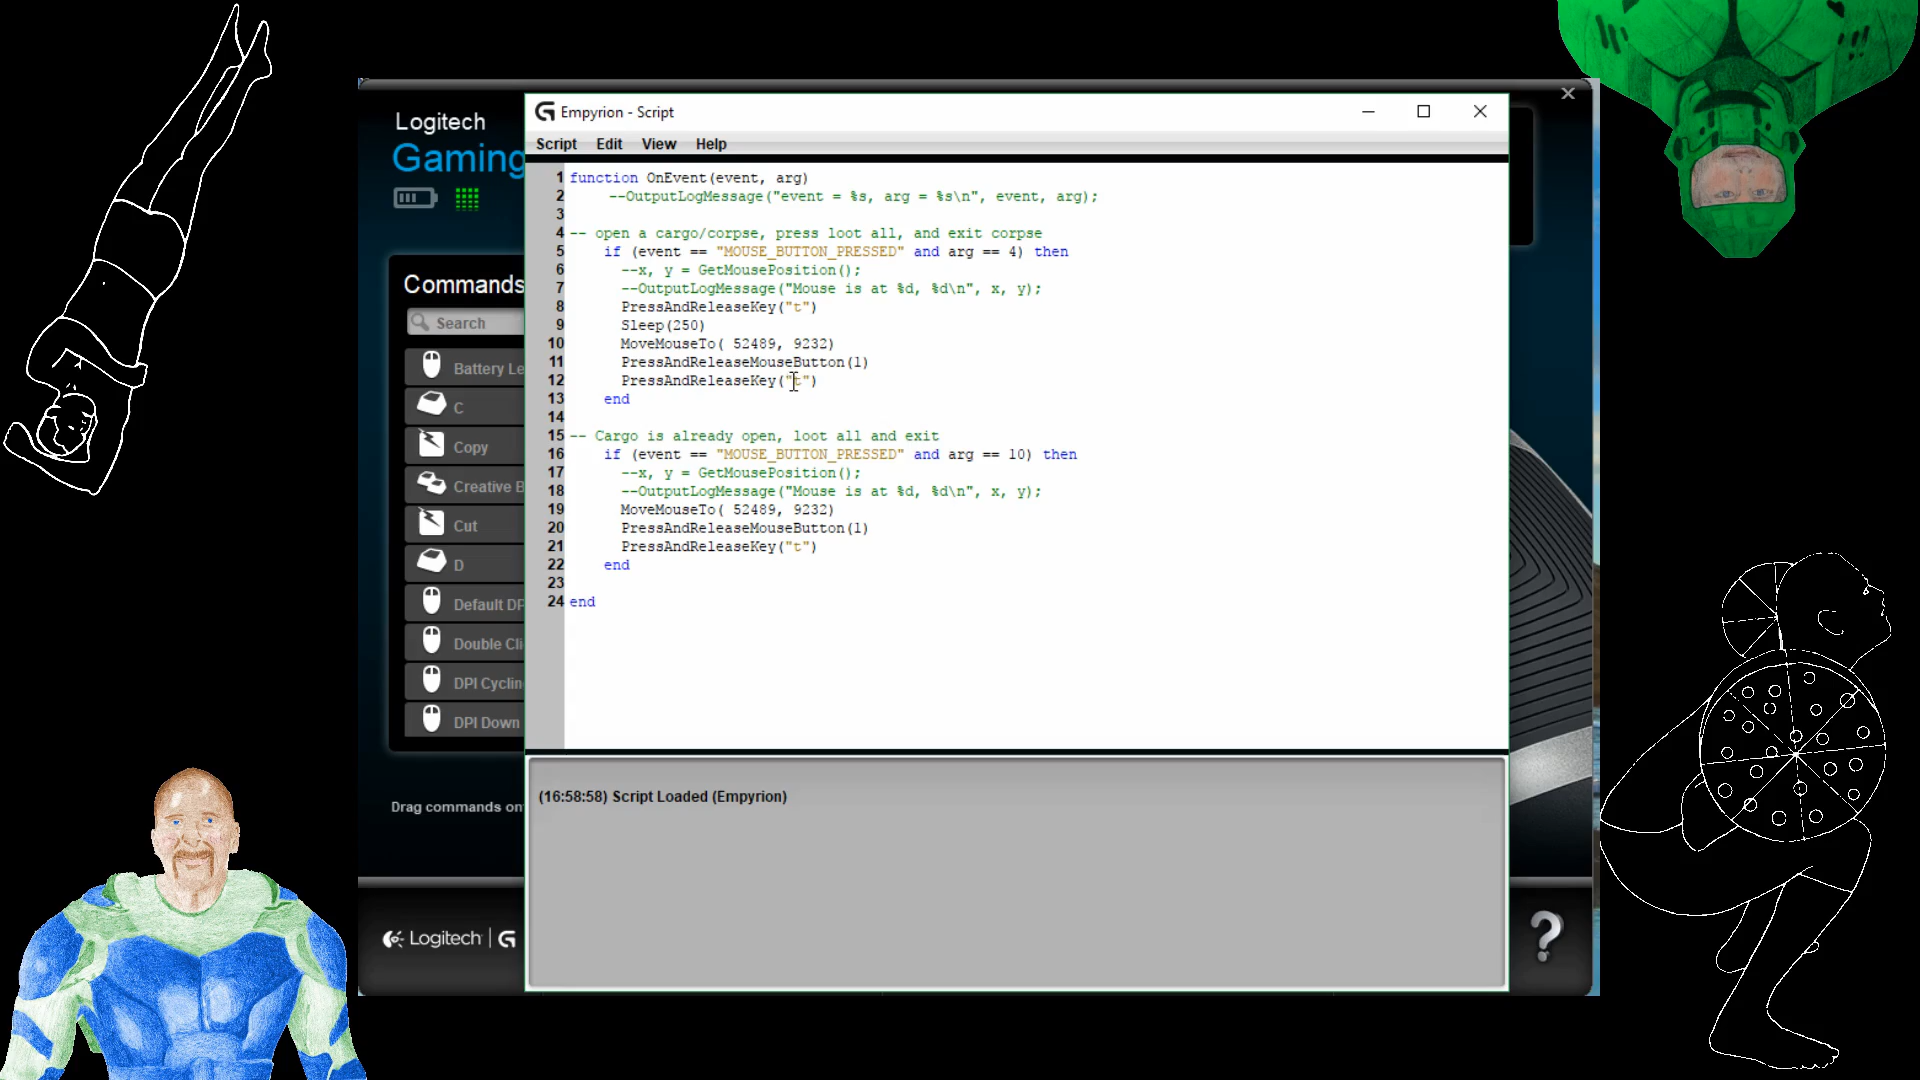 Logitech
Gaming
Empyrion - Script
Script Edit View Help
1 function OnEvent(event, arg)
2 --OutputLogMessage("event = %s, arg = %s\n", event, arg);
3
4 -- open a cargo/corpse, press loot all, and exit corpse
5 if (event == "MOUSE_BUTTON_PRESSED" and arg == 4) then
6 --x, y = GetMousePosition();
7 --OutputLogMessage("Mouse is at %d, %d\n", x, y);
8 PressAndReleaseKey("t")
9 Sleep(250)
10 MoveMouseTo( 52489, 9232)
11 PressAndReleaseMouseButton(1)
12 PressAndReleaseKey("t")
13 end
14
15 -- Cargo is already open, loot all and exit
16 if (event == "MOUSE_BUTTON_PRESSED" and arg == 10) then
17 --x, y = GetMousePosition();
18 --OutputLogMessage("Mouse is at %d, %d\n", x, y);
19 MoveMouseTo( 52489, 9232)
20 PressAndReleaseMouseButton(1)
21 PressAndReleaseKey("t")
22 end
23
24 end
(16:58:58) Script Loaded (Empyrion)
Commands
Search
Battery Le
C
Copy
Creative B
Cut
D
Default DP
Double Cli
DPI Cyclin
DPI Down
Drag commands on
Logitech | G
?